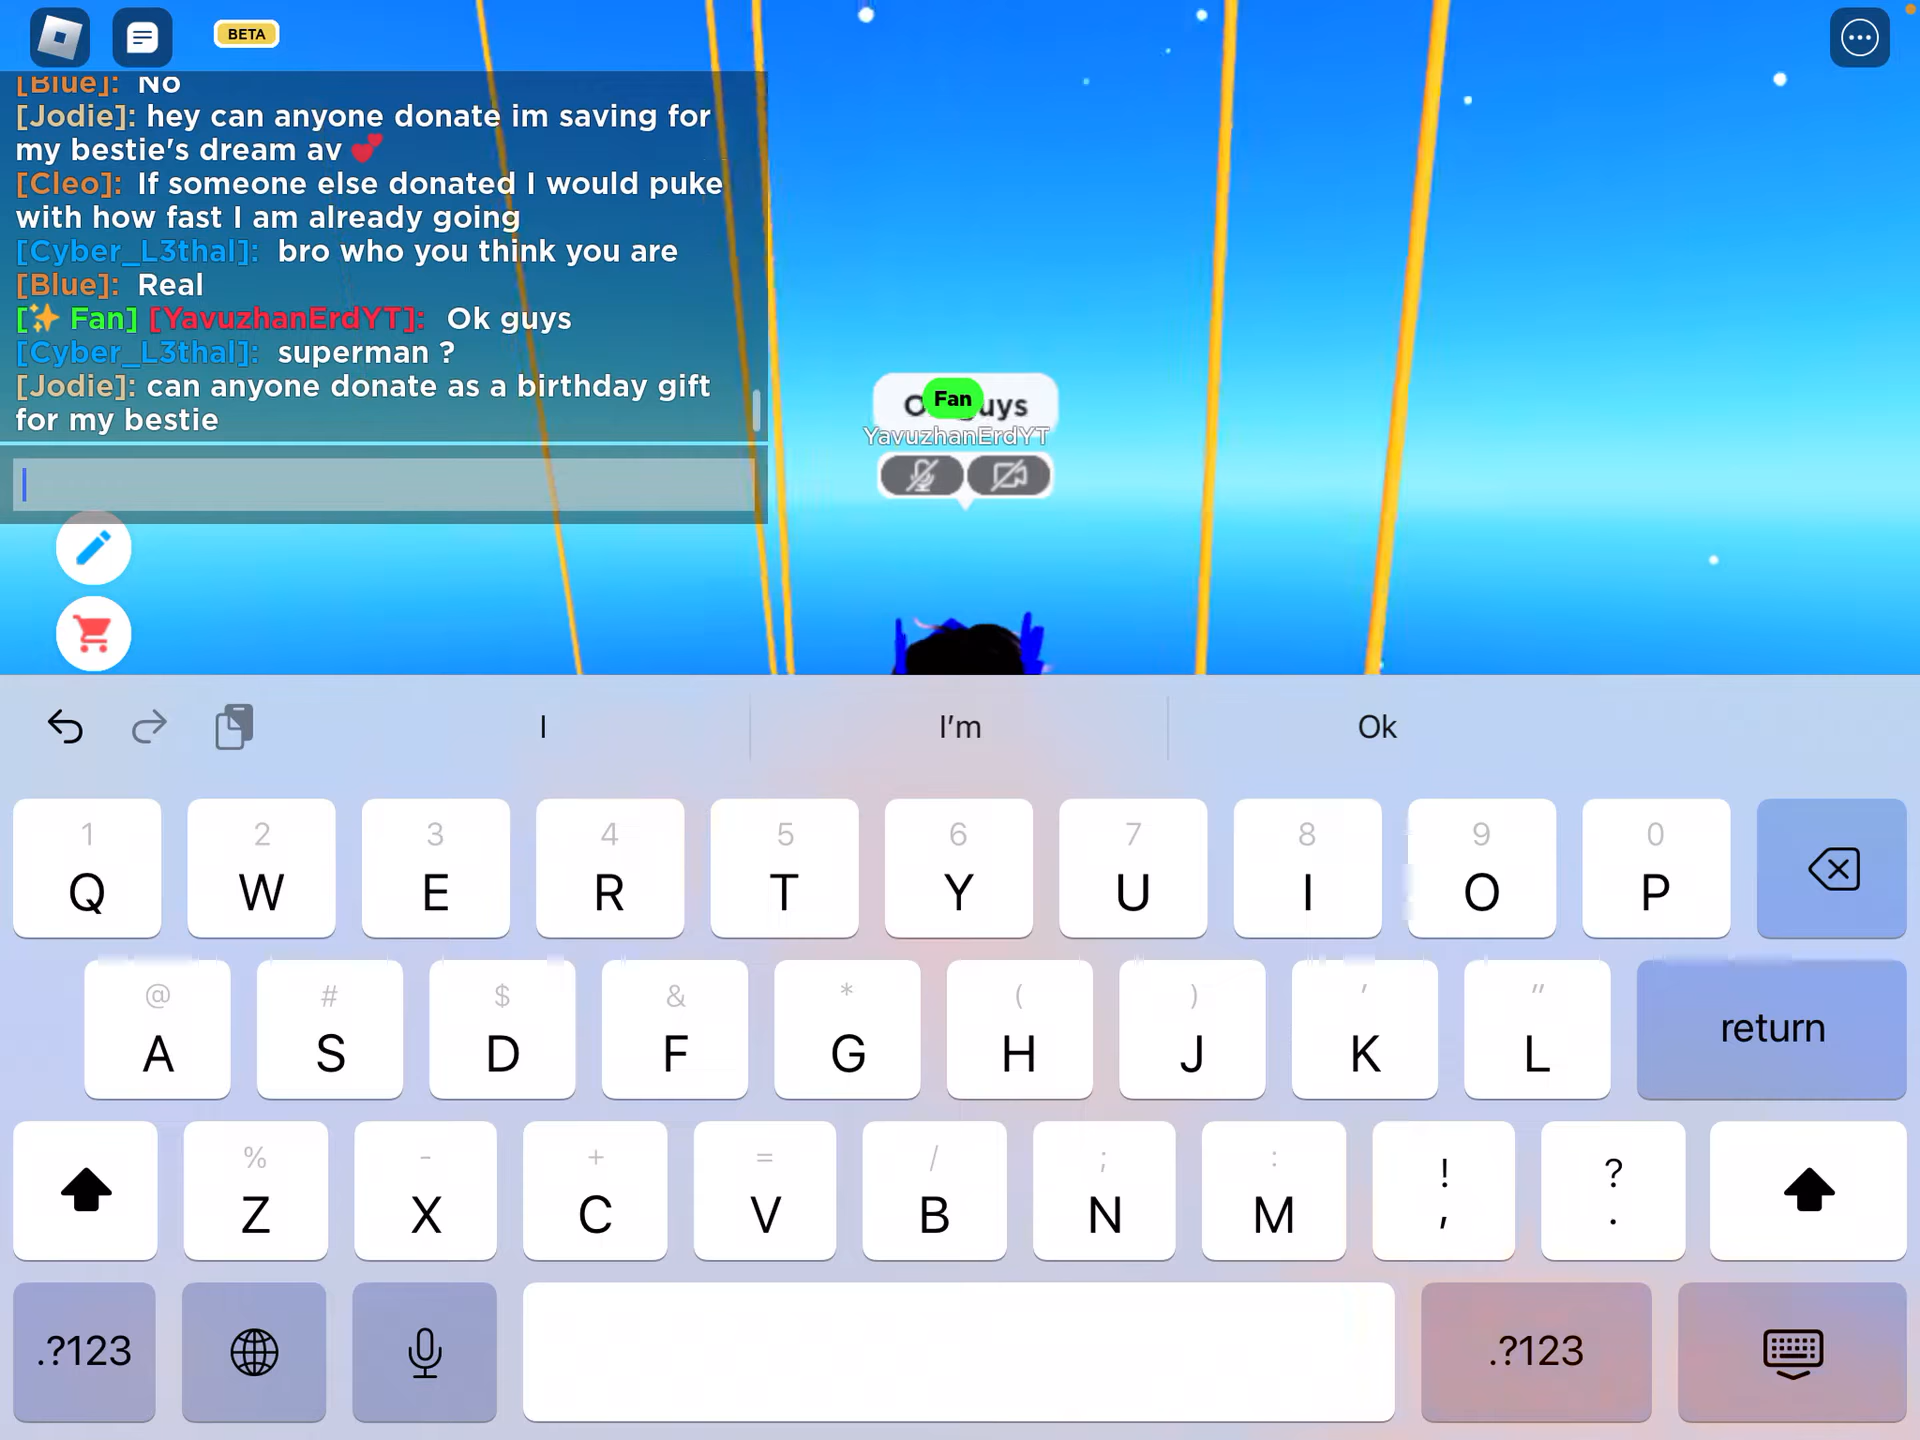 BETA
[Blue]: No
[Jodie]: hey can anyone donate im saving for
my bestie's dream av 💕
[Cleo]: If someone else donated I would puke
with how fast I am already going
[Cyber_L3thal]: bro who you think you are
[Blue]: Real
[✨ Fan] [YavuzhanErdYT]: Ok guys
[Cyber_L3thal]: superman ?
[Jodie]: can anyone donate as a birthday gift
for my bestie
Fan
YavuzhanErdYT
I I'm Ok
1 2 3 4 5 6 7 8 9 0
Q W E R T Y U I O P
@ # $ & * ( ) ' "
A S D F G H J K L return
% - + = / ; : ! ?
Z X C V B N M , .
.?123 .?123